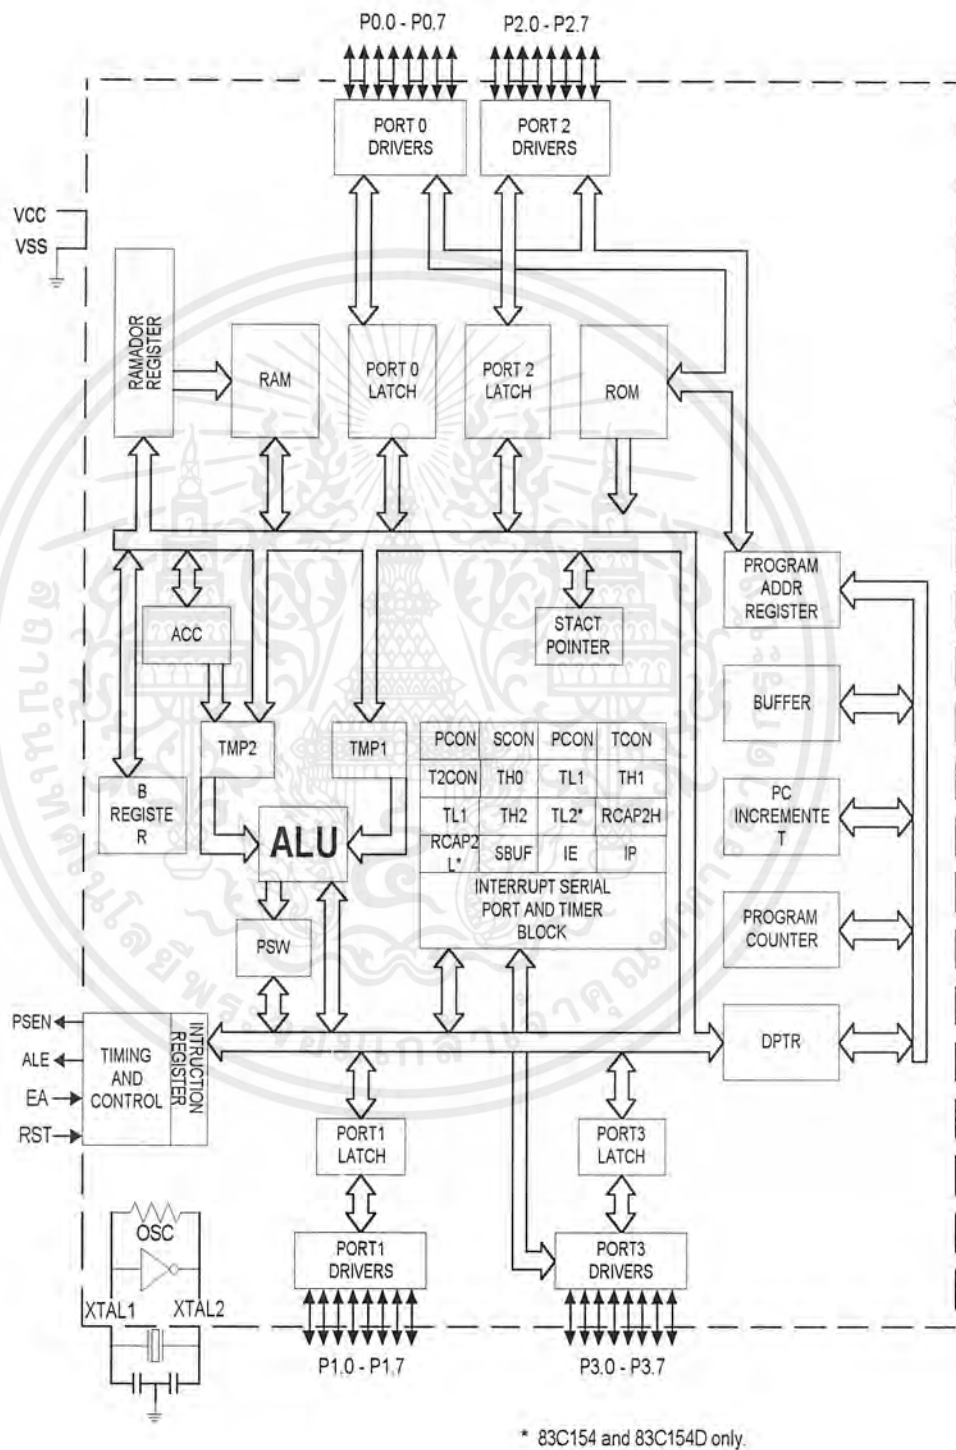 P0.0 - P0.7
P2.0 - P2.7
PORT 0
DRIVERS
PORT 2
DRIVERS
VCC
VSS
RAMADOR
REGISTER
RAM
PORT 0
LATCH
PORT 2
LATCH
ROM
PROGRAM
ADDR
REGISTER
ACC
STACT
POINTER
BUFFER
TMP2
TMP1
PCON SCON PCON TCON
T2CON TH0 TL1 TH1
TL1 TH2 TL2* RCAP2H
RCAP2
L*
SBUF IE IP
INTERRUPT SERIAL
PORT AND TIMER
BLOCK
B
REGISTE
R
ALU
PC
INCREMENTE
T
PSW
PROGRAM
COUNTER
PSEN
ALE
EA
RST
TIMING
AND
CONTROL
INTRUCTION
REGISTER
DPTR
PORT1
LATCH
PORT3
LATCH
OSC
XTAL1
XTAL2
PORT1
DRIVERS
PORT3
DRIVERS
P1.0 - P1.7
P3.0 - P3.7
* 83C154 and 83C154D only.